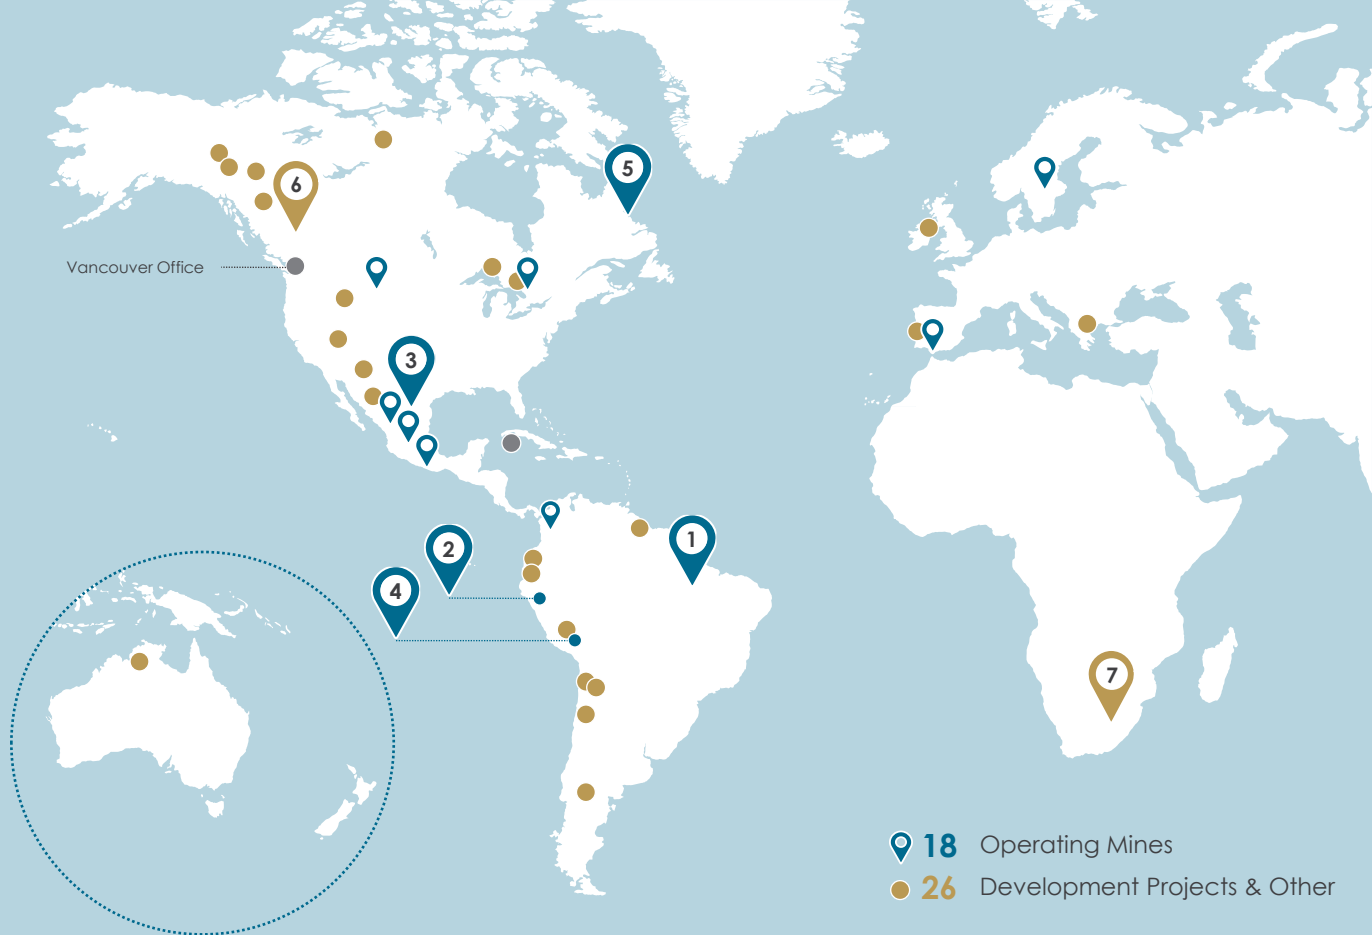 5
6
Vancouver Office
3
1
2
4
7
18 Operating Mines
26 Development Projects & Other